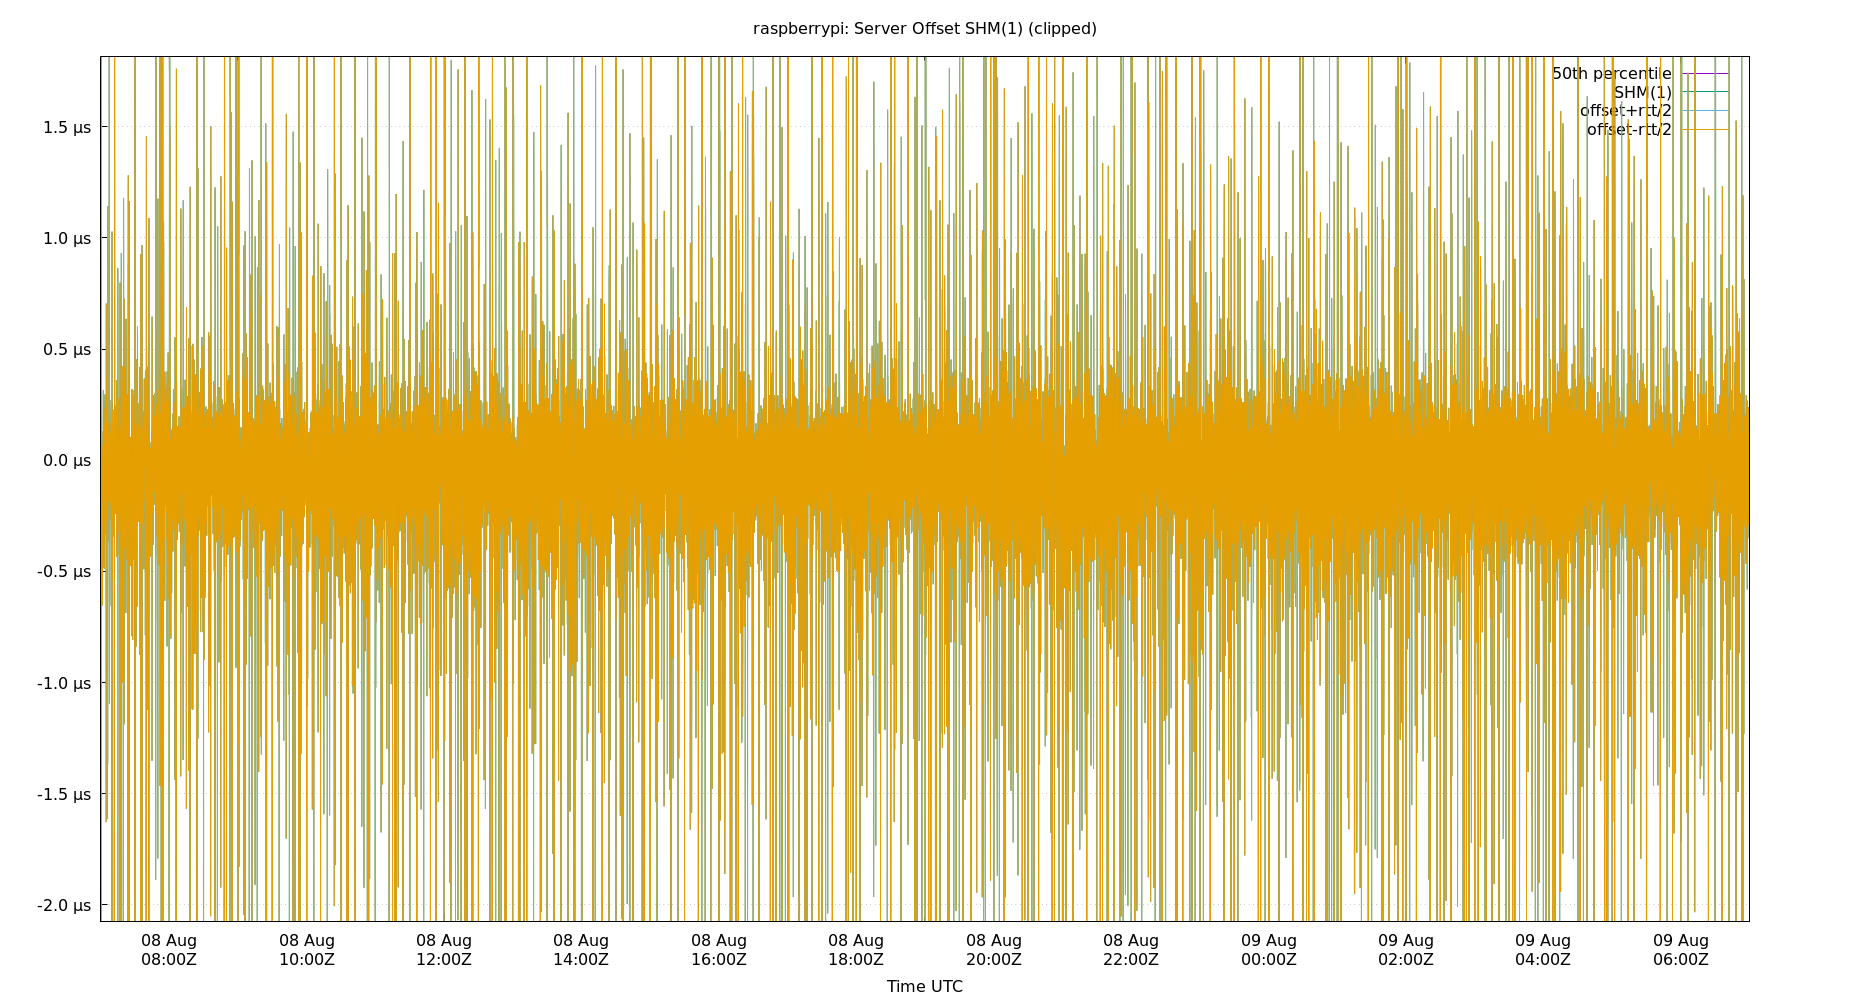 raspberrypi: Server Offset SHM(1) (clipped)
50th percentile
SHM(1)
offset+rtt/2
offset-rtt/2
1.5 µs
1.0 µs
0.5 µs
0.0 µs
-0.5 µs
-1.0 µs
-1.5 µs
-2.0 µs
08 Aug 08 Aug 08 Aug 08 Aug 08 Aug 08 Aug 08 Aug 08 Aug 09 Aug 09 Aug 09 Aug 09 Aug
08:00Z 10:00Z 12:00Z 14:00Z 16:00Z 18:00Z 20:00Z 22:00Z 00:00Z 02:00Z 04:00Z 06:00Z
Time UTC